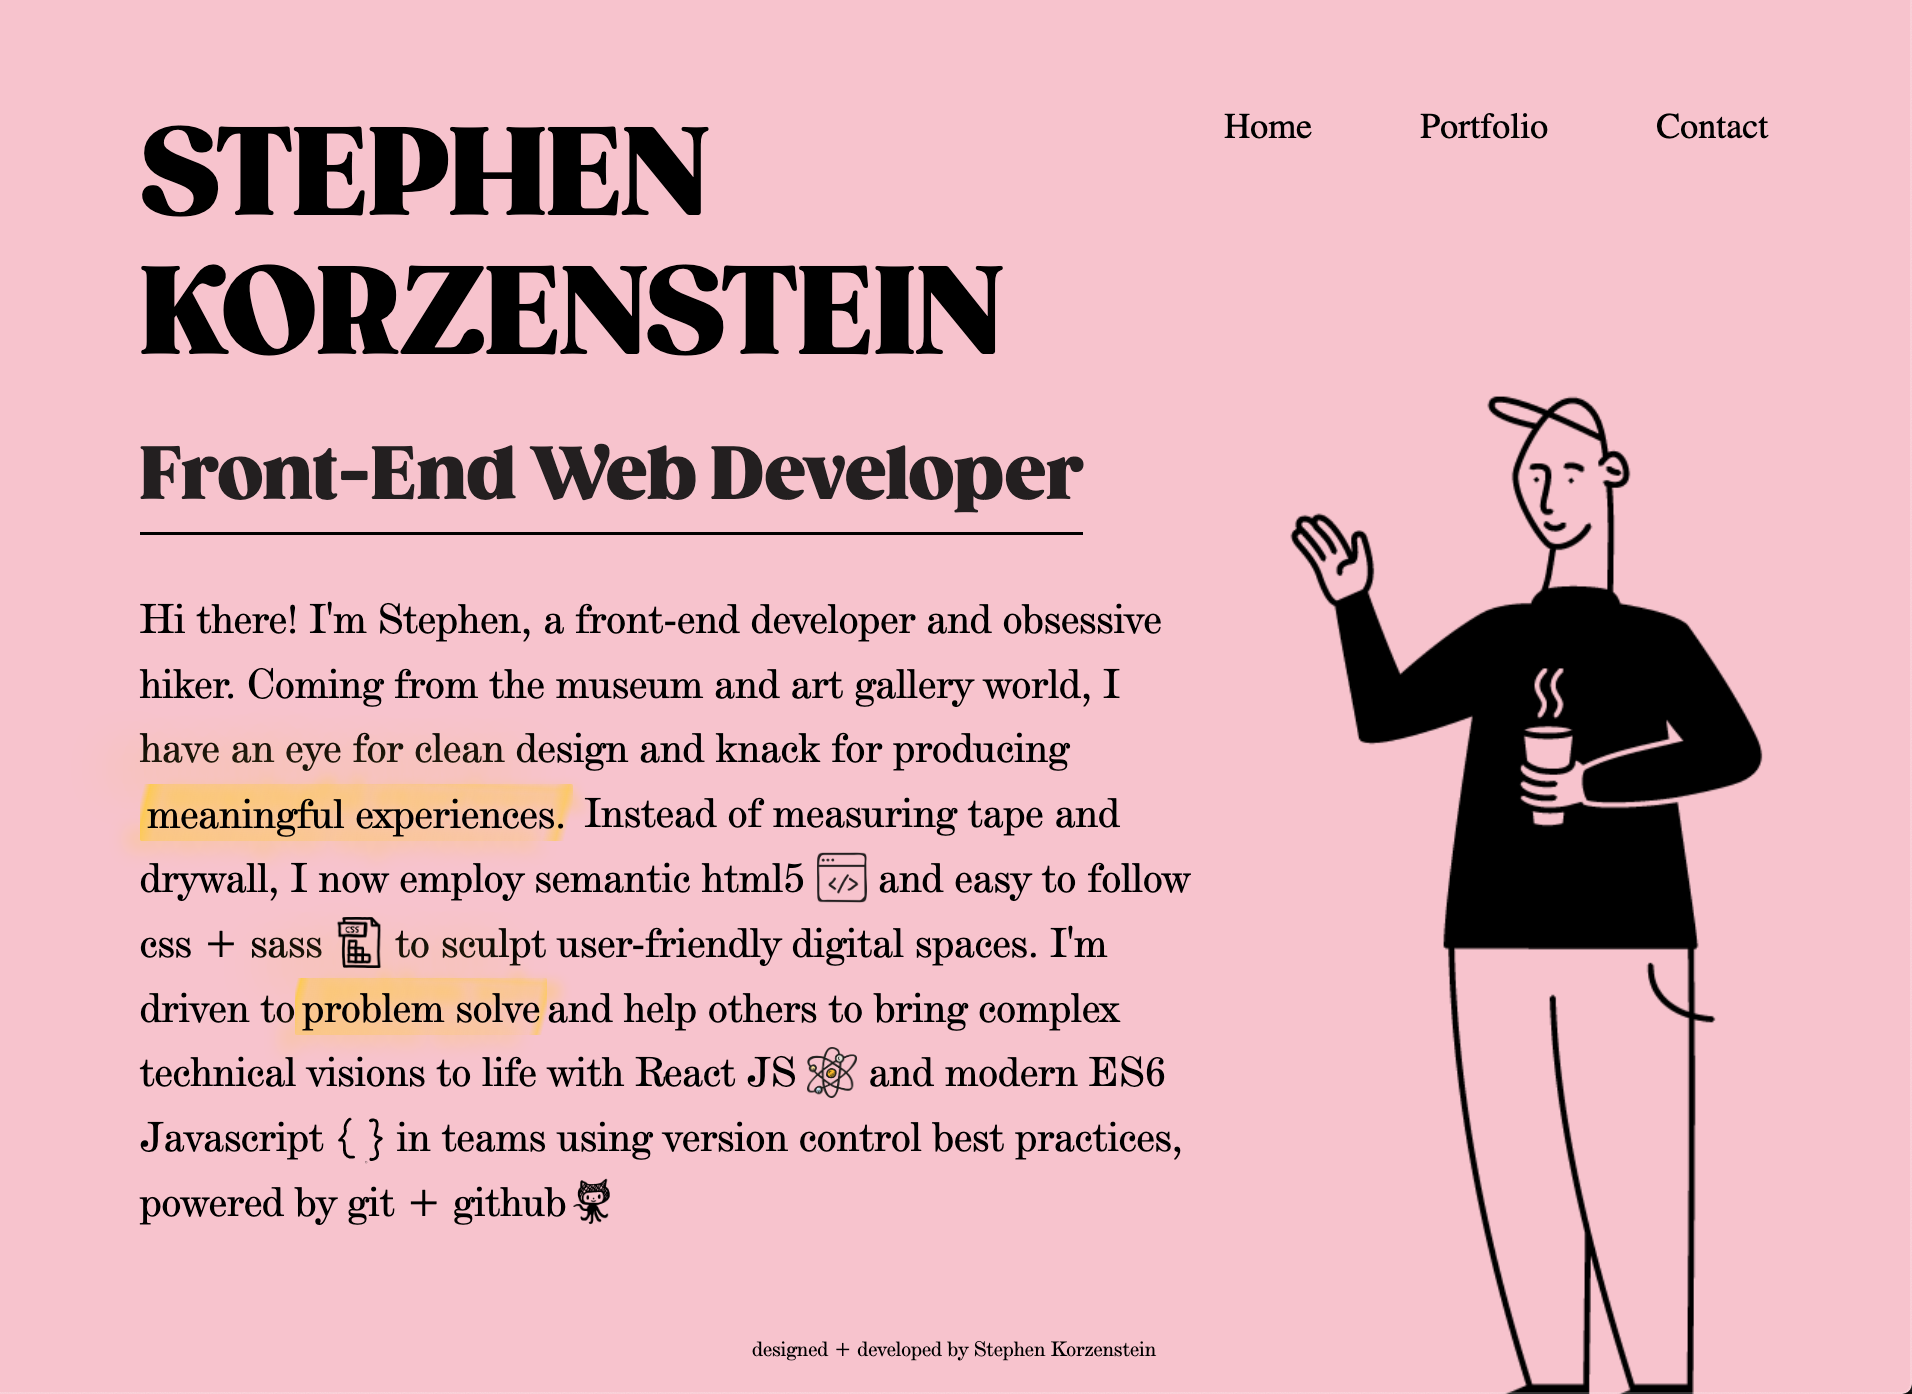 STEPHEN
KORZENSTEIN
Home Portfolio Contact
Front-End Web Developer
Hi there! I'm Stephen, a front-end developer and obsessive
hiker. Coming from the museum and art gallery world, I
have an eye for clean design and knack for producing
meaningful experiences. Instead of measuring tape and
drywall, I now employ semantic html5 </> and easy to follow
css + sass CSS to sculpt user-friendly digital spaces. I'm
driven to problem solve and help others to bring complex
technical visions to life with React JS and modern ES6
Javascript { } in teams using version control best practices,
powered by git + github
designed + developed by Stephen Korzenstein